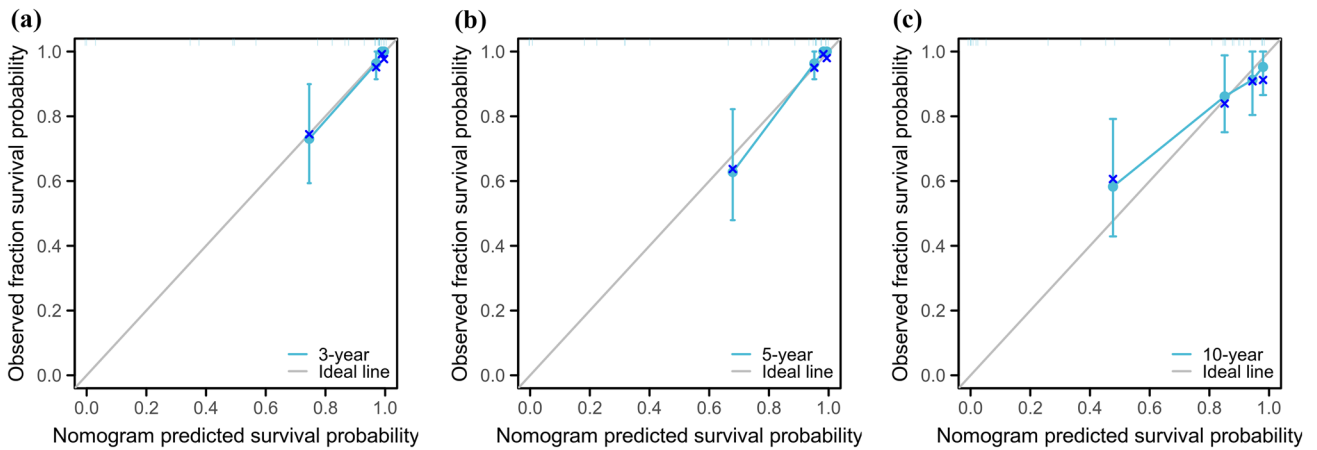 (a)
Observed fraction survival probability
1.0
0.8
0.6
0.4
0.2
0.0
3-year
Ideal line
0.0 0.2 0.4 0.6 0.8 1.0
Nomogram predicted survival probability
(b)
Observed fraction survival probability
1.0
0.8
0.6
0.4
0.2
0.0
5-year
Ideal line
0.0 0.2 0.4 0.6 0.8 1.0
Nomogram predicted survival probability
(c)
Observed fraction survival probability
1.0
0.8
0.6
0.4
0.2
0.0
10-year
Ideal line
0.0 0.2 0.4 0.6 0.8 1.0
Nomogram predicted survival probability